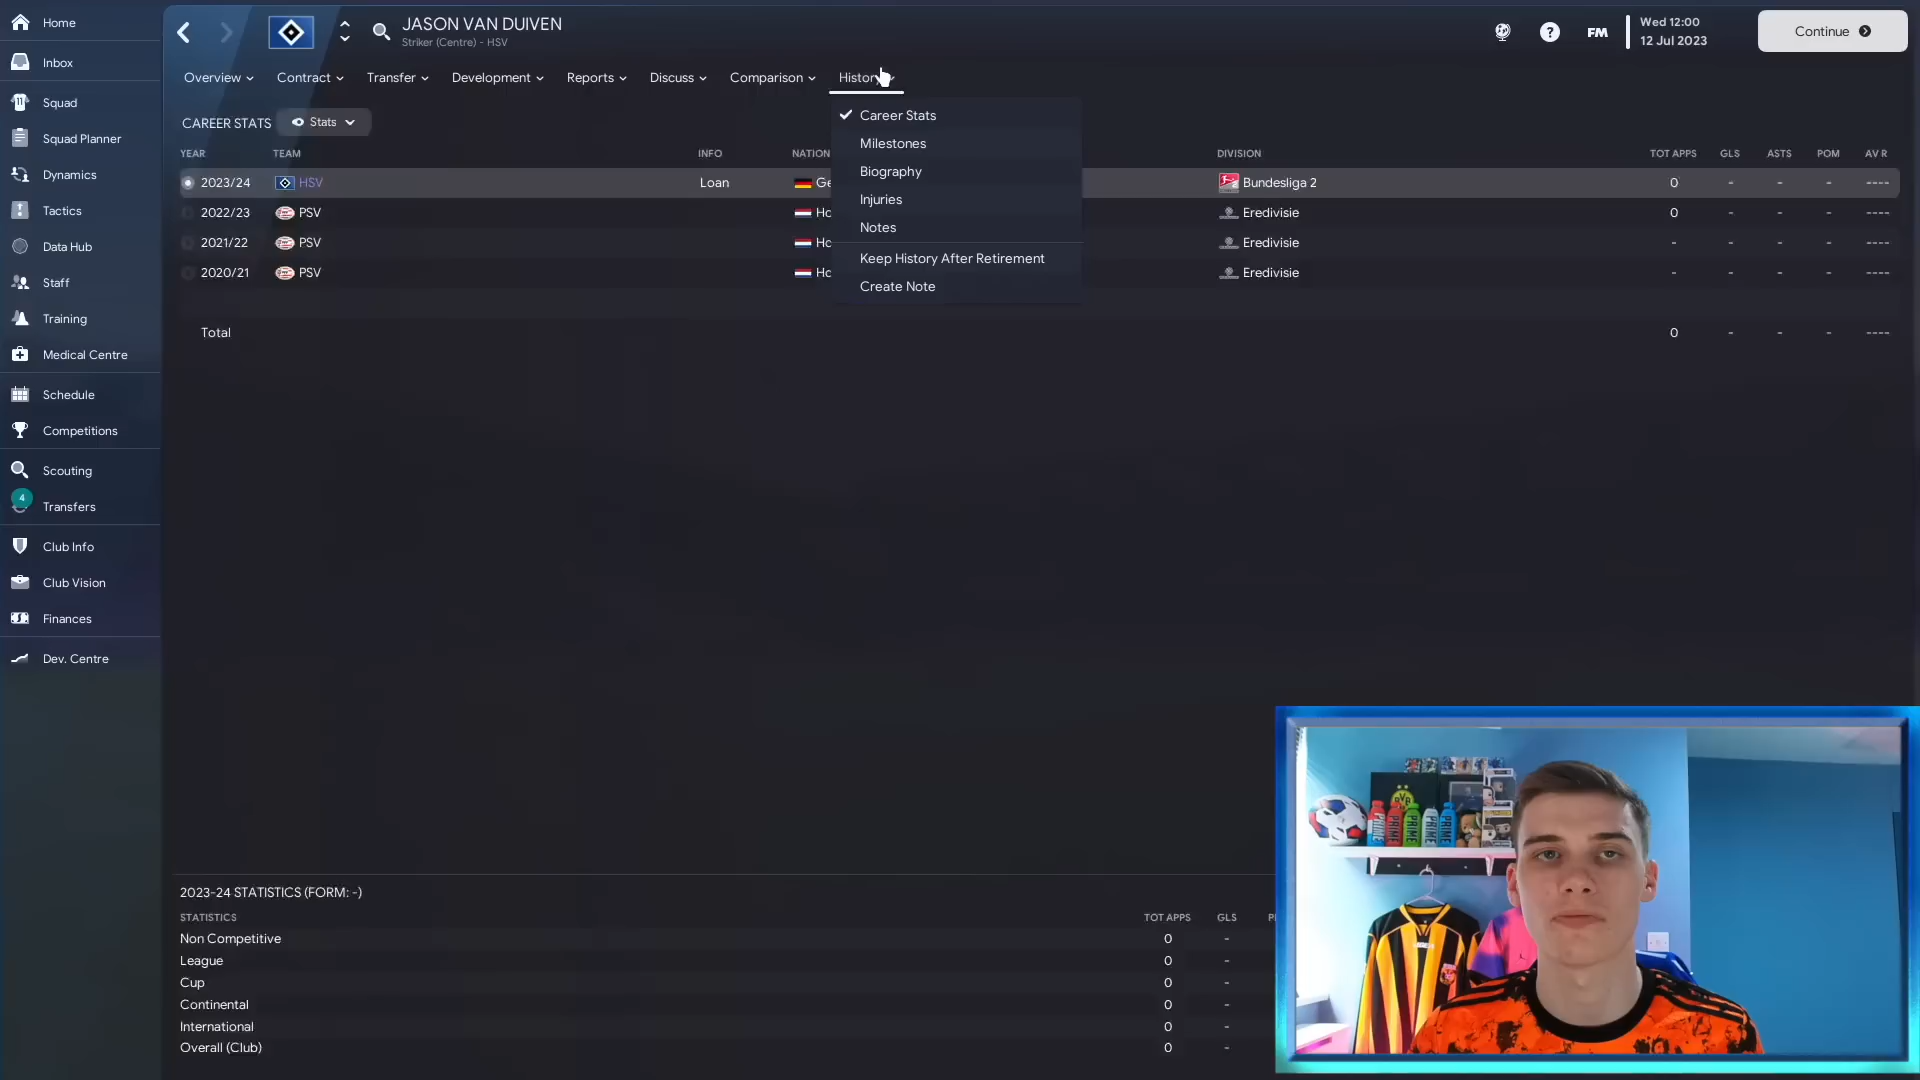 Home
Inbox
Squad
Squad Planner
Dynamics
Tactics
Data Hub
Staff
Training
Medical Centre
Schedule
Competitions
Scouting
4
Transfers
Club Info
Club Vision
Finances
Dev. Centre
JASON VAN DUIVEN
Striker (Centre) - HSV
FM
Wed 12:00
12 Jul 2023
Continue
Overview Contract Transfer Development Reports Discuss Comparison History
CAREER STATS Stats
Career Stats
Milestones
Biography
Injuries
Notes
Keep History After Retirement
Create Note
YEAR TEAM INFO NATION DIVISION TOT APPS GLS ASTS POM AV R
2023/24 HSV Loan Ge Bundesliga 2 0 - - - ----
2022/23 PSV Ho Eredivisie 0 - - - ----
2021/22 PSV Ho Eredivisie - - - - ----
2020/21 PSV Ho Eredivisie - - - - ----
Total 0 - - - ----
2023-24 STATISTICS (FORM: -)
STATISTICS TOT APPS GLS
Non Competitive 0 -
League 0 -
Cup 0 -
Continental 0 -
International 0 -
Overall (Club) 0 -
BVB
PRIME PRIME PRIME PRIME PRIME